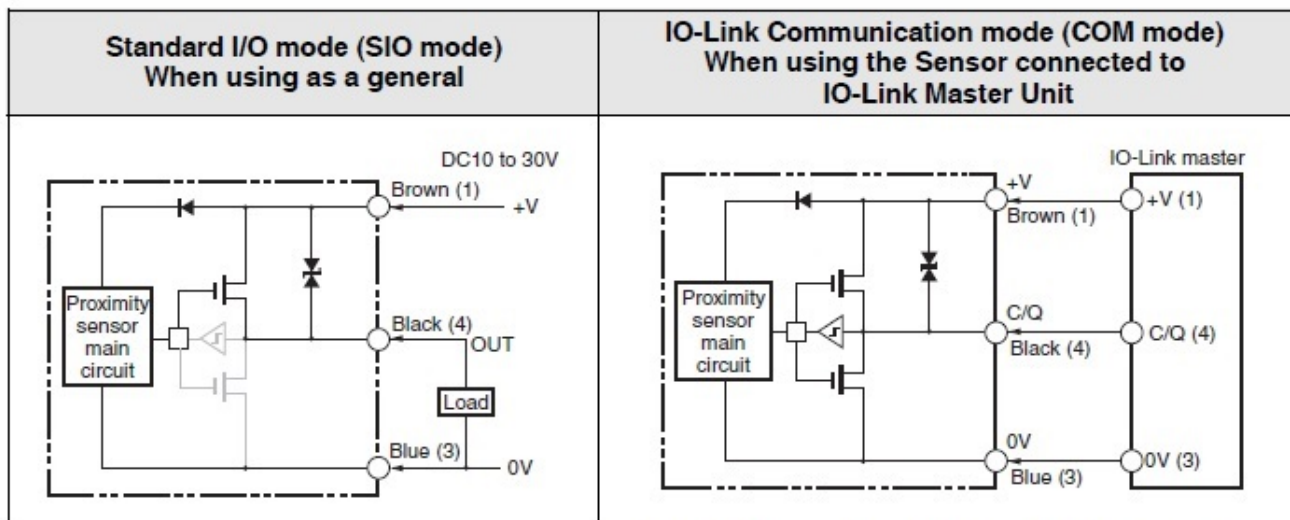 Standard I/O mode (SIO mode)
When using as a general
IO-Link Communication mode (COM mode)
When using the Sensor connected to
IO-Link Master Unit
DC10 to 30V
Brown (1)
+V
Proximity
sensor
main
circuit
Black (4)
OUT
Load
Blue (3)
0V
IO-Link master
+V
+V (1)
Brown (1)
Proximity
sensor
main
circuit
C/Q
C/Q (4)
Black (4)
0V
0V (3)
Blue (3)